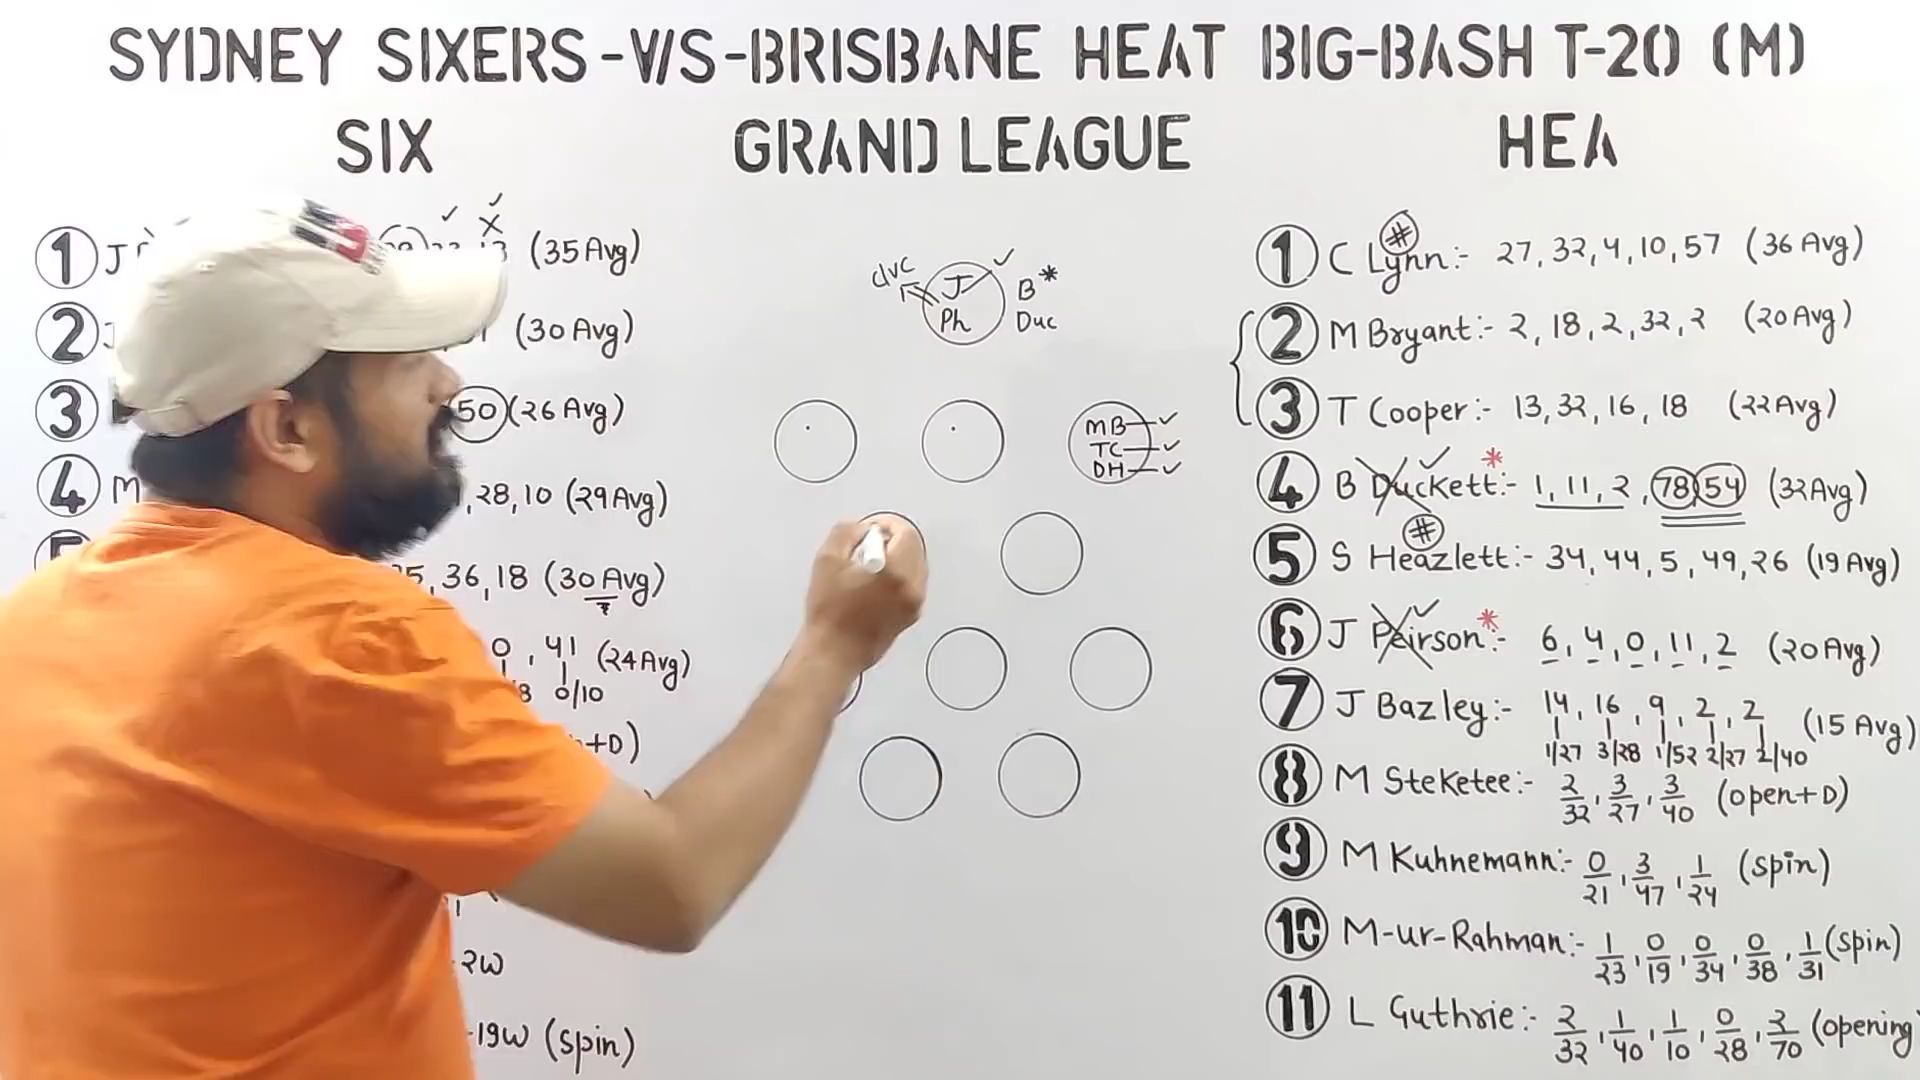 SYDNEY SIXERS-V/S-BRISBANE HEAT BIG-BASH T-20 (M)
SIX
GRAND LEAGUE
HEA
1 J (35 Avg)
2 (30 Avg)
3 50 (26 Avg)
4 M , 28, 10 (29 Avg)
36, 18 (30 Avg)
0, 41 (24 Avg)
0/10
+D)
2W
-19W (spin)
J
Ph
B*
Duc
MB
TC
DH
1 C Lynn:- 27, 32, 4, 10, 57 (36 Avg)
#
2 M Bryant:- 2, 18, 2, 32, 2 (20 Avg)
3 T Cooper:- 13, 32, 16, 18 (22 Avg)
4 B Duckett:- * 1, 11, 2, 78, 54 (32 Avg)
#
5 S Heazlett:- 34, 44, 5, 49, 26 (19 Avg)
6 J Peirson:- * 6, 4, 0, 11, 2 (20 Avg)
7 J Bazley:- 14, 16, 9, 2, 2 (15 Avg)
1/27 3/28 1/52 2/27 2/40
8 M Steketee:- 2/32, 3/27, 3/40 (open+D)
9 M Kuhnemann:- 0/21, 3/47, 1/24 (spin)
10 M-ur-Rahman:- 1/23, 0/19, 0/34, 0/38, 1/31 (spin)
11 L Guthrie:- 2/32, 1/40, 1/10, 0/28, 2/70 (opening